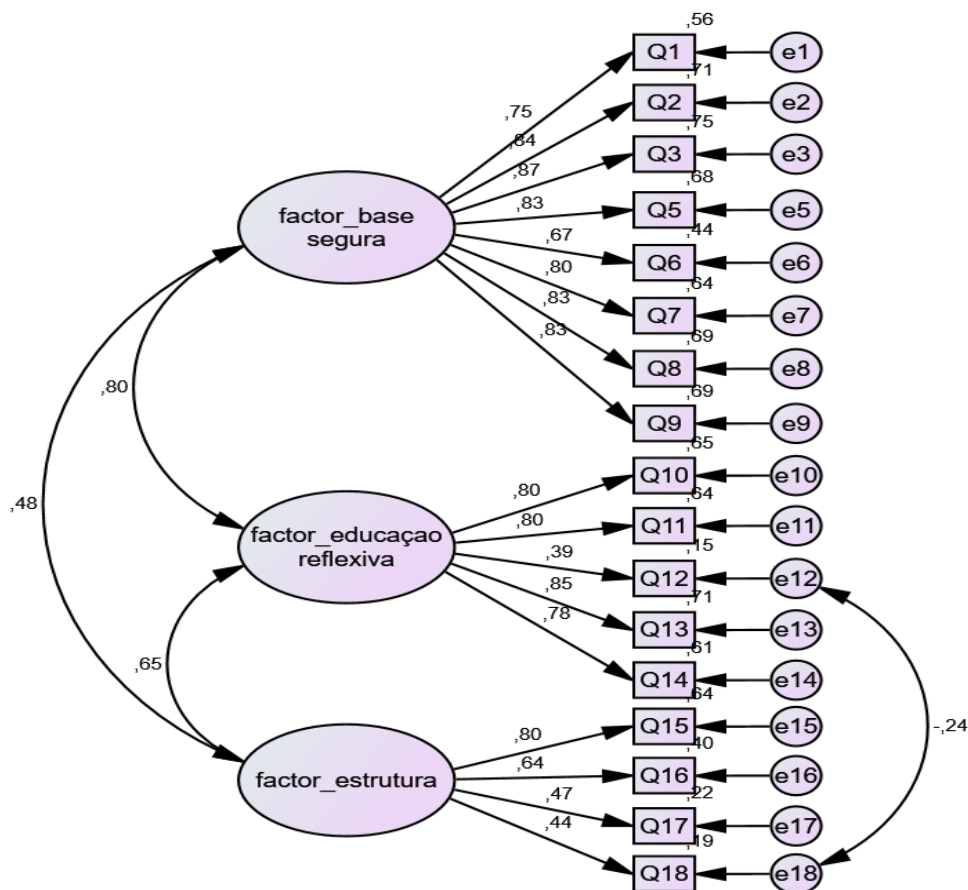 ,56
Q1
e1
,71
Q2
e2
,75
,75
Q3
e3
,84
,68
,87
Q5
e5
factor_base
segura
,83
,44
,67
Q6
e6
,64
,80
Q7
e7
,83
,69
Q8
e8
,83
,69
Q9
e9
,80
,65
Q10
e10
,80
,64
,48
,80
Q11
e11
factor_educaçao
reflexiva
,15
,39
Q12
e12
,85
,71
Q13
e13
,78
,61
Q14
e14
,65
,64
-,24
,80
Q15
e15
,40
factor_estrutura
,64
Q16
e16
,22
,47
Q17
e17
,44
,19
Q18
e18